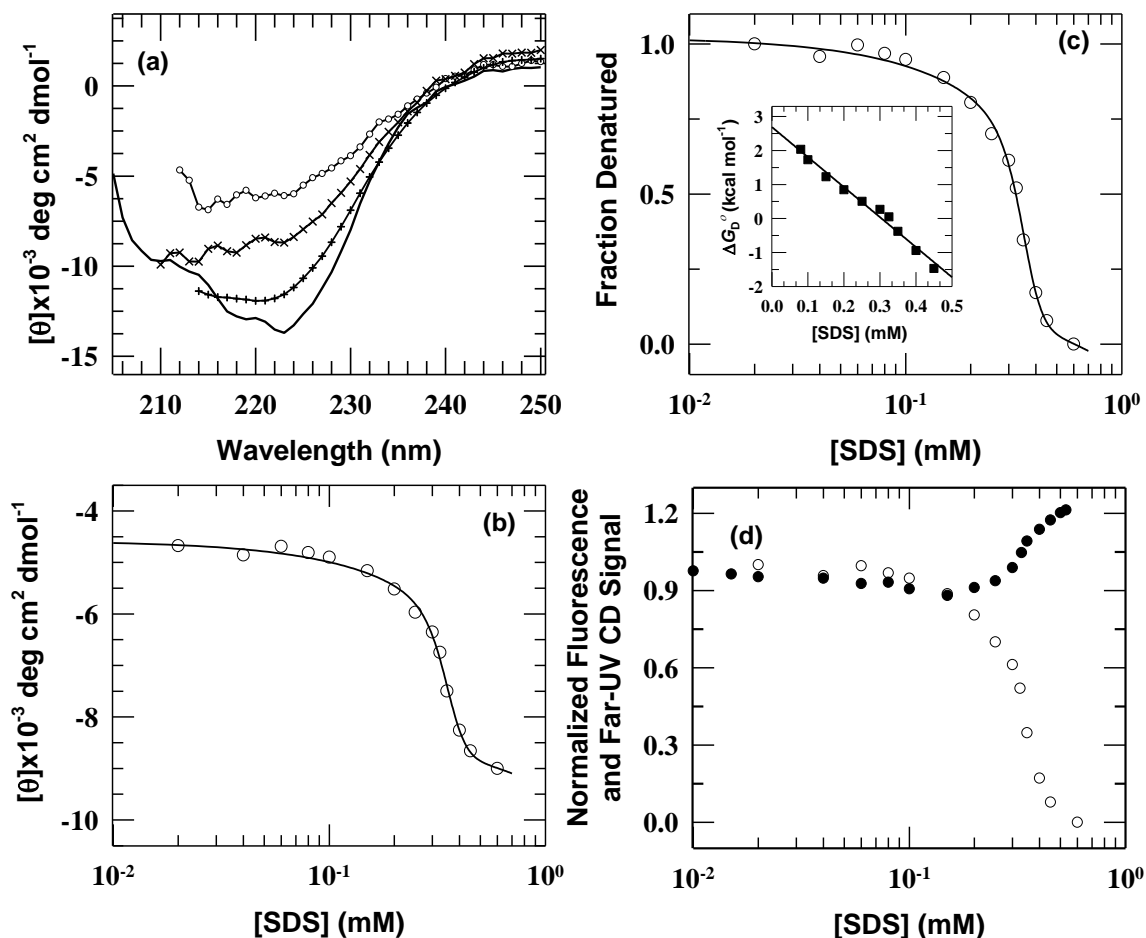 (a)
[θ]x10⁻³ deg cm² dmol⁻¹
0
-5
-10
-15
210 220 230 240 250
Wavelength (nm)
(c)
Fraction Denatured
1.0
0.5
0.0
10⁻² 10⁻¹ 10⁰
[SDS] (mM)
ΔG_D° (kcal mol⁻¹)
3
2
1
0
-1
-2
0.0 0.1 0.2 0.3 0.4 0.5
[SDS] (mM)
(b)
[θ]x10⁻³ deg cm² dmol⁻¹
-4
-6
-8
-10
10⁻² 10⁻¹ 10⁰
[SDS] (mM)
(d)
Normalized Fluorescence
and Far-UV CD Signal
1.2
0.9
0.6
0.3
0.0
10⁻² 10⁻¹ 10⁰
[SDS] (mM)